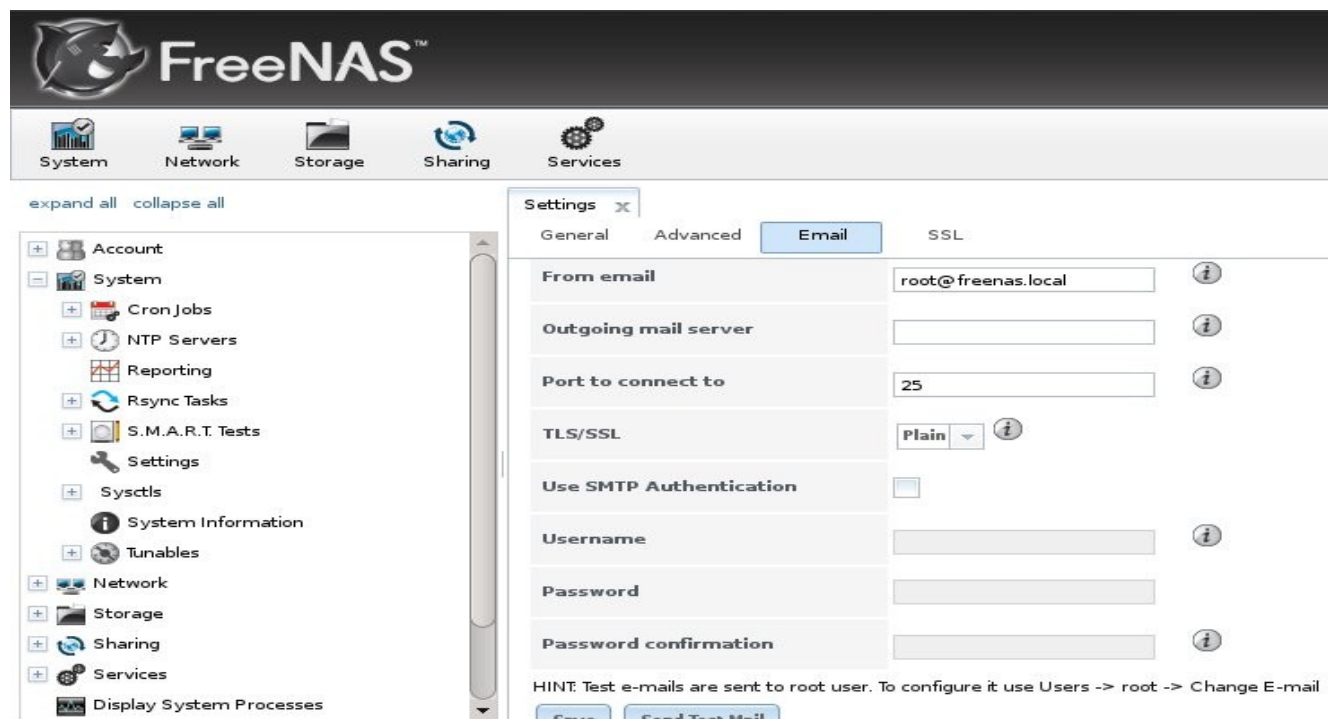 FreeNAS™
System Network Storage Sharing Services
expand all collapse all
Account
System
Cron Jobs
NTP Servers
Reporting
Rsync Tasks
S.M.A.R.T. Tests
Settings
Sysctls
System Information
Tunables
Network
Storage
Sharing
Services
Display System Processes
Settings x
General Advanced Email SSL
From email root@freenas.local
Outgoing mail server
Port to connect to 25
TLS/SSL Plain
Use SMTP Authentication
Username
Password
Password confirmation
HINT: Test e-mails are sent to root user. To configure it use Users -> root -> Change E-mail
Save Send Test Mail